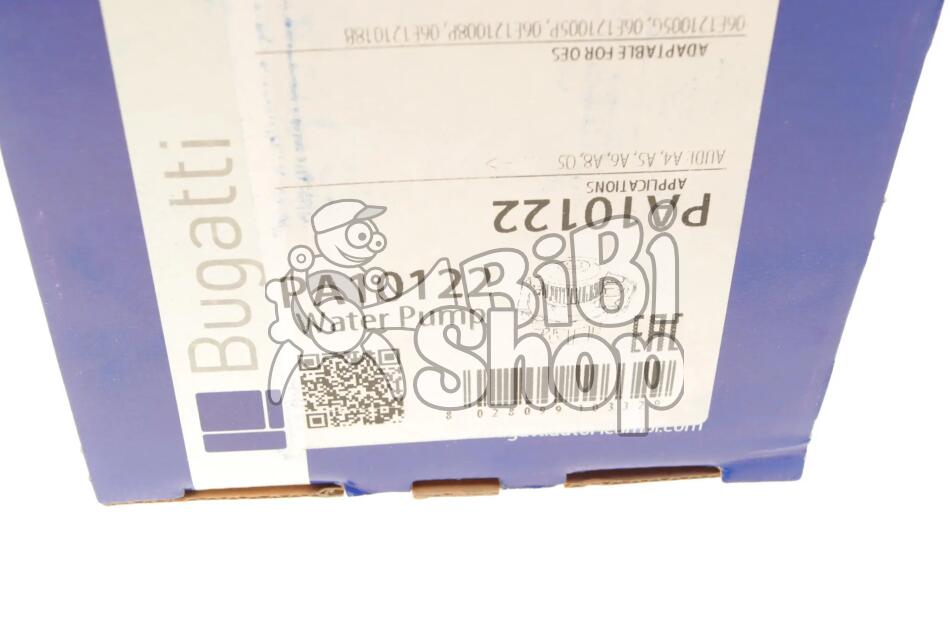 06E121005G, 06E121005P, 06E121008P, 06E121018B
ADAPTABLE FOR OES
AUDI: A4, A5, A6, A8, Q5
APPLICATIONS
PA10122
Bugatti
PA10122
Water Pump
BiBi
Shop
EAC